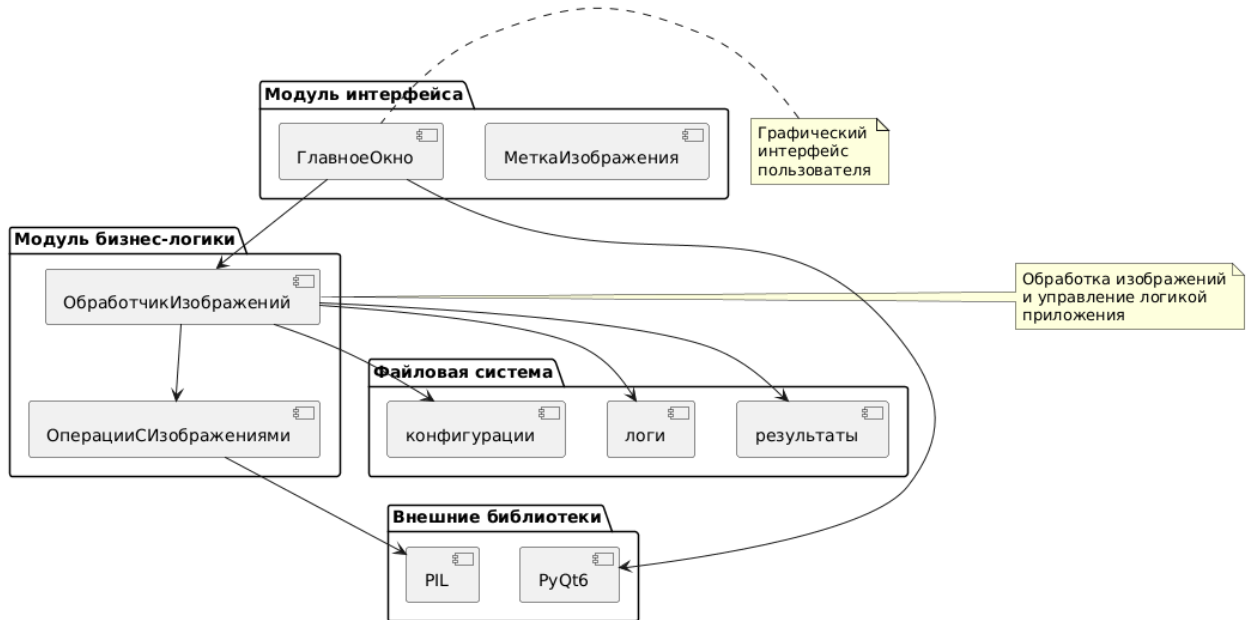 Модуль интерфейса
ГлавноеОкно
МеткаИзображения
Графический
интерфейс
пользователя
Модуль бизнес-логики
ОбработчикИзображений
Обработка изображений
и управление логикой
приложения
Файловая система
ОперацииСИзображениями
конфигурации
логи
результаты
Внешние библиотеки
PIL
PyQt6